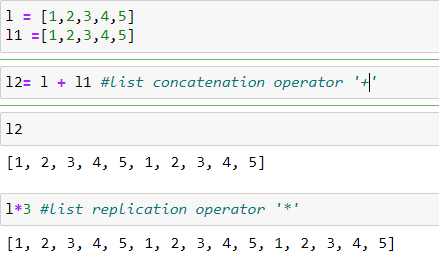 l = [1,2,3,4,5]
l1 =[1,2,3,4,5]
l2= l + l1 #list concatenation operator '+'
l2
[1, 2, 3, 4, 5, 1, 2, 3, 4, 5]
l*3 #list replication operator '*'
[1, 2, 3, 4, 5, 1, 2, 3, 4, 5, 1, 2, 3, 4, 5]